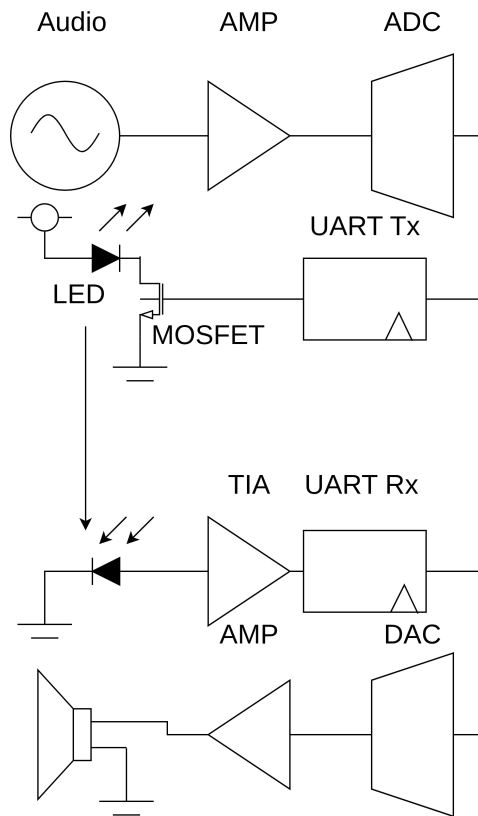 Audio
AMP
ADC
UART Tx
LED
MOSFET
TIA
UART Rx
AMP
DAC